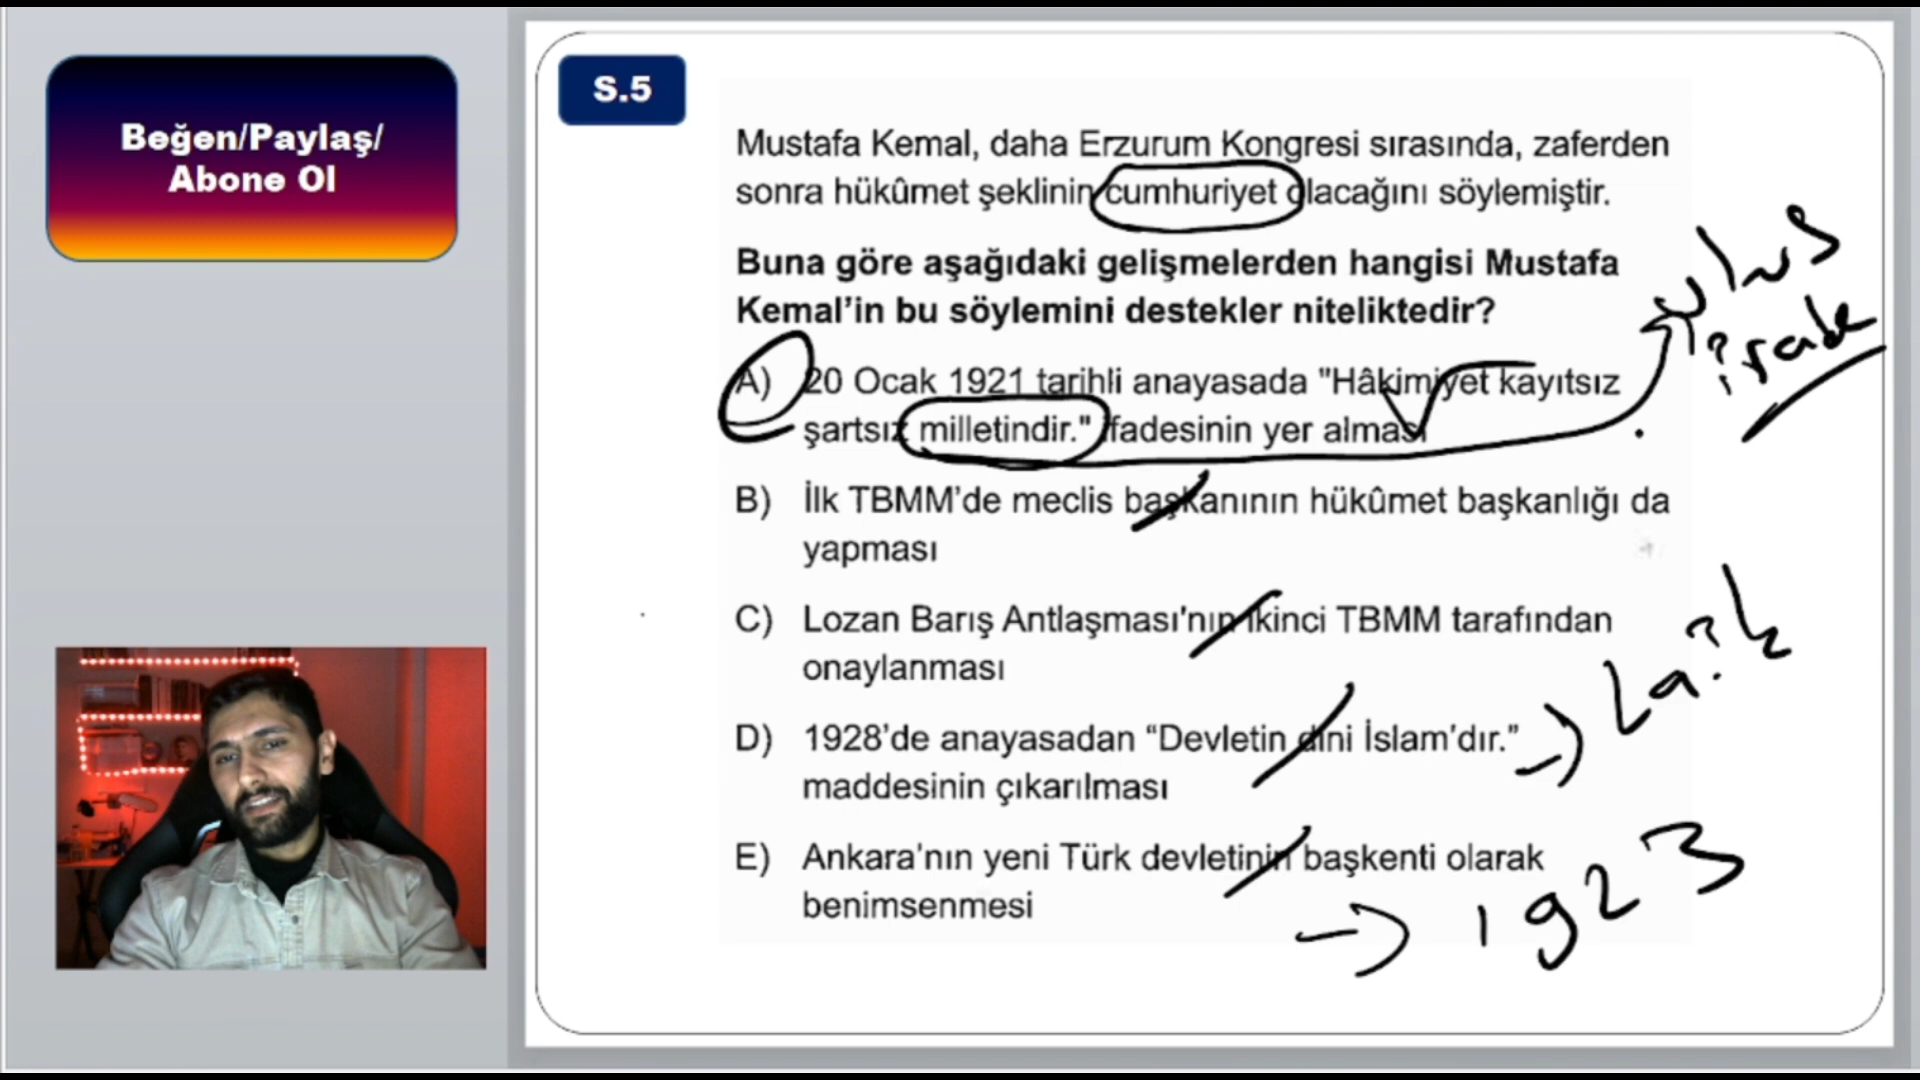 Beğen/Paylaş/
Abone Ol
S.5
Mustafa Kemal, daha Erzurum Kongresi sırasında, zaferden
sonra hükûmet şeklinin cumhuriyet olacağını söylemiştir.
Buna göre aşağıdaki gelişmelerden hangisi Mustafa
Kemal’in bu söylemini destekler niteliktedir?
A) 20 Ocak 1921 tarihli anayasada "Hâkimiyet kayıtsız
şartsız milletindir." ifadesinin yer alması
B) İlk TBMM’de meclis başkanının hükûmet başkanlığı da
yapması
C) Lozan Barış Antlaşması'nın ikinci TBMM tarafından
onaylanması
D) 1928’de anayasadan “Devletin dini İslam’dır.”
maddesinin çıkarılması
E) Ankara’nın yeni Türk devletinin başkenti olarak
benimsenmesi
ulus
irade
Laik
1923